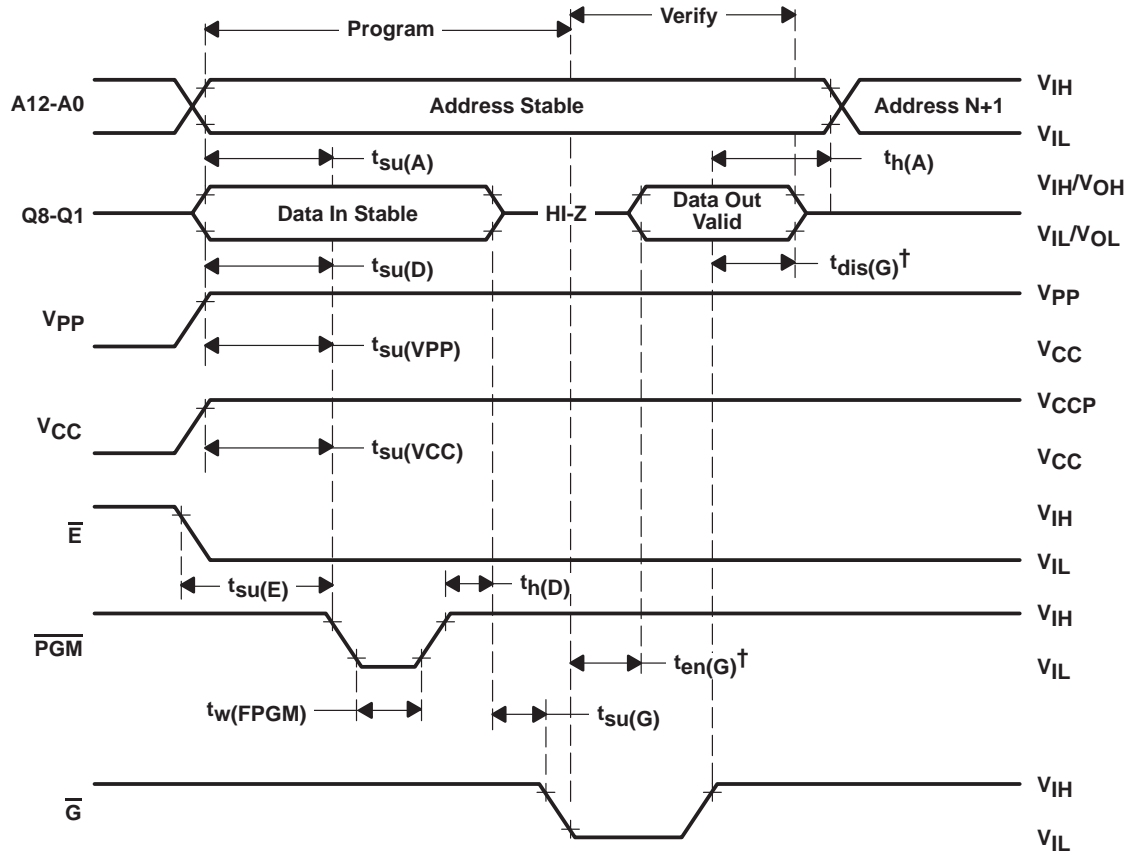 Program
Verify
A12-A0
Address Stable
Address N+1
VIH
VIL
tsu(A)
th(A)
Q8-Q1
Data In Stable
HI-Z
Data Out
Valid
VIH/VOH
VIL/VOL
tsu(D)
tdis(G)†
VPP
VPP
tsu(VPP)
VCC
VCC
VCCP
tsu(VCC)
VCC
E
VIH
VIL
tsu(E)
th(D)
PGM
VIH
VIL
ten(G)†
tw(FPGM)
tsu(G)
G
VIH
VIL